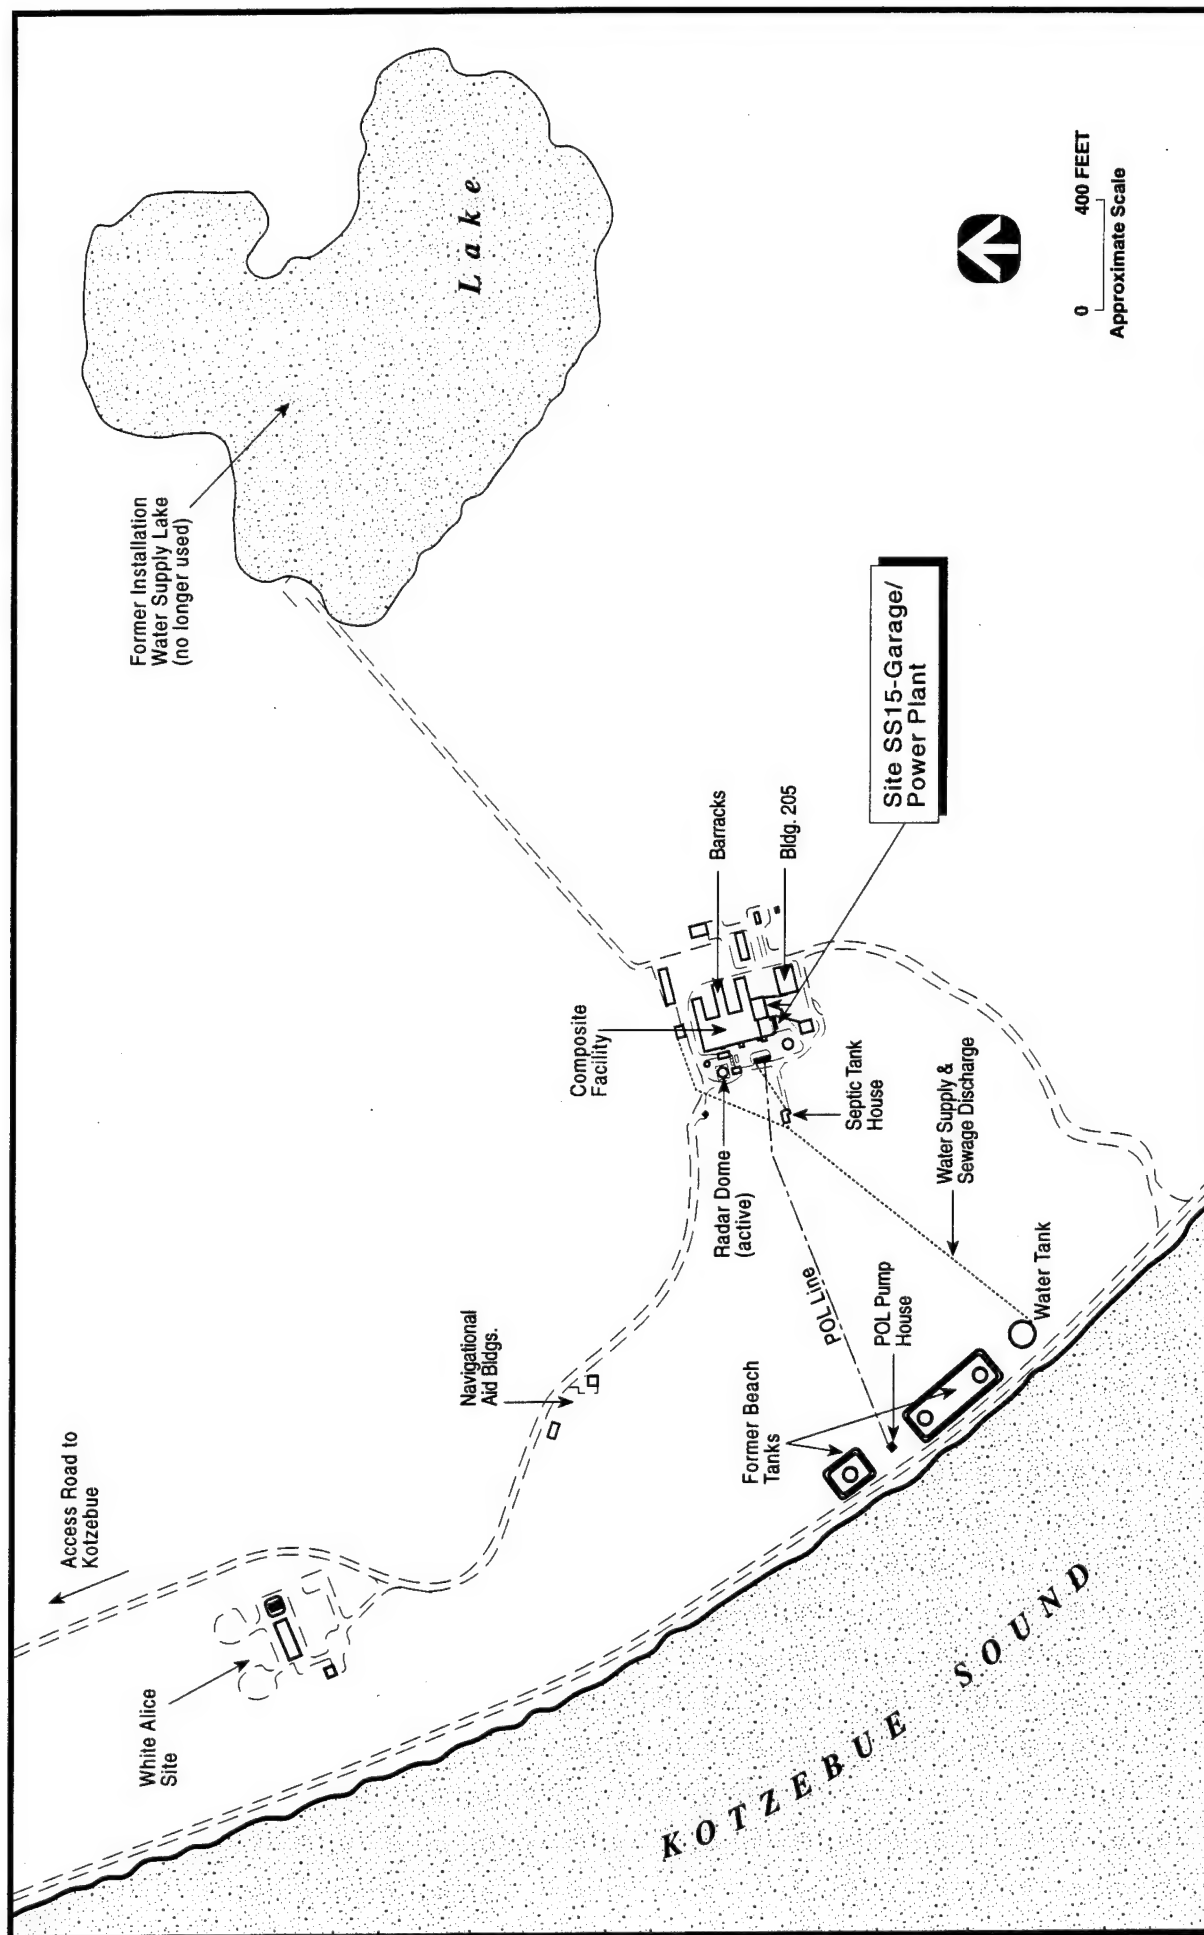 Access Road to
Kotzebue
White Alice
Site
Former Installation
Water Supply Lake
(no longer used)
Lake
Navigational
Aid Bldgs.
Composite
Facility
Barracks
Radar Dome
(active)
Bldg. 205
Septic Tank
House
Site SS15-Garage/
Power Plant
POL Line
Former Beach
Tanks
POL Pump
House
Water Supply &
Sewage Discharge
Water Tank
KOTZEBUE SOUND
0 400 FEET
Approximate Scale